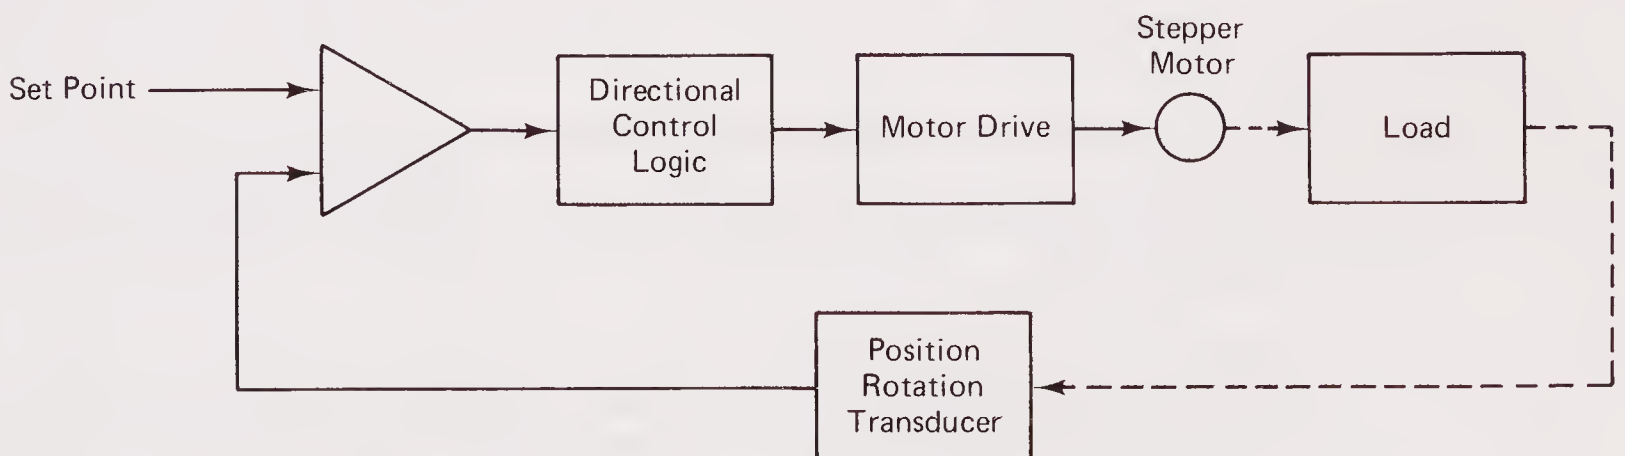 Set Point
Directional
Control
Logic
Motor Drive
Stepper
Motor
Load
Position
Rotation
Transducer